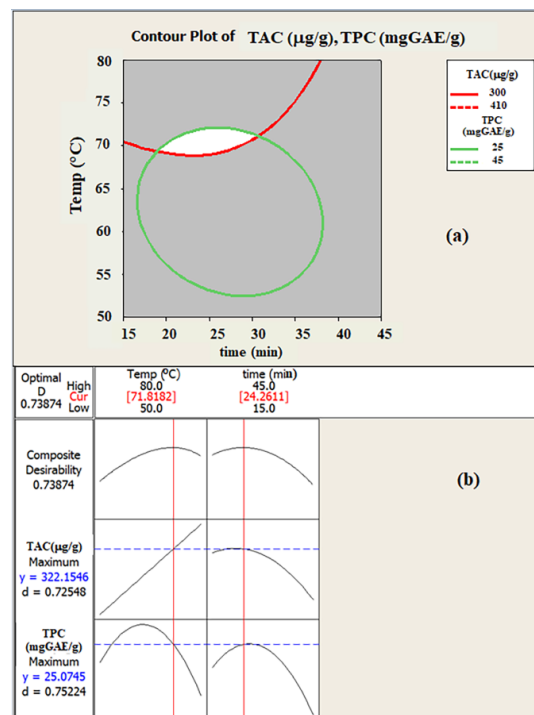 Contour Plot of TAC (µg/g), TPC (mgGAE/g)
80
75
70
65
60
55
50
Temp (°C)
15 20 25 30 35 40 45
time (min)
TAC(µg/g)
300
410
TPC
(mgGAE/g)
25
45
(a)
Optimal
D
0.73874
High
Cur
Low
Temp (°C)
80.0
[71.8182]
50.0
time (min)
45.0
[24.2611]
15.0
Composite
Desirability
0.73874
(b)
TAC(µg/g)
Maximum
y = 322.1546
d = 0.72548
TPC
(mgGAE/g)
Maximum
y = 25.0745
d = 0.75224